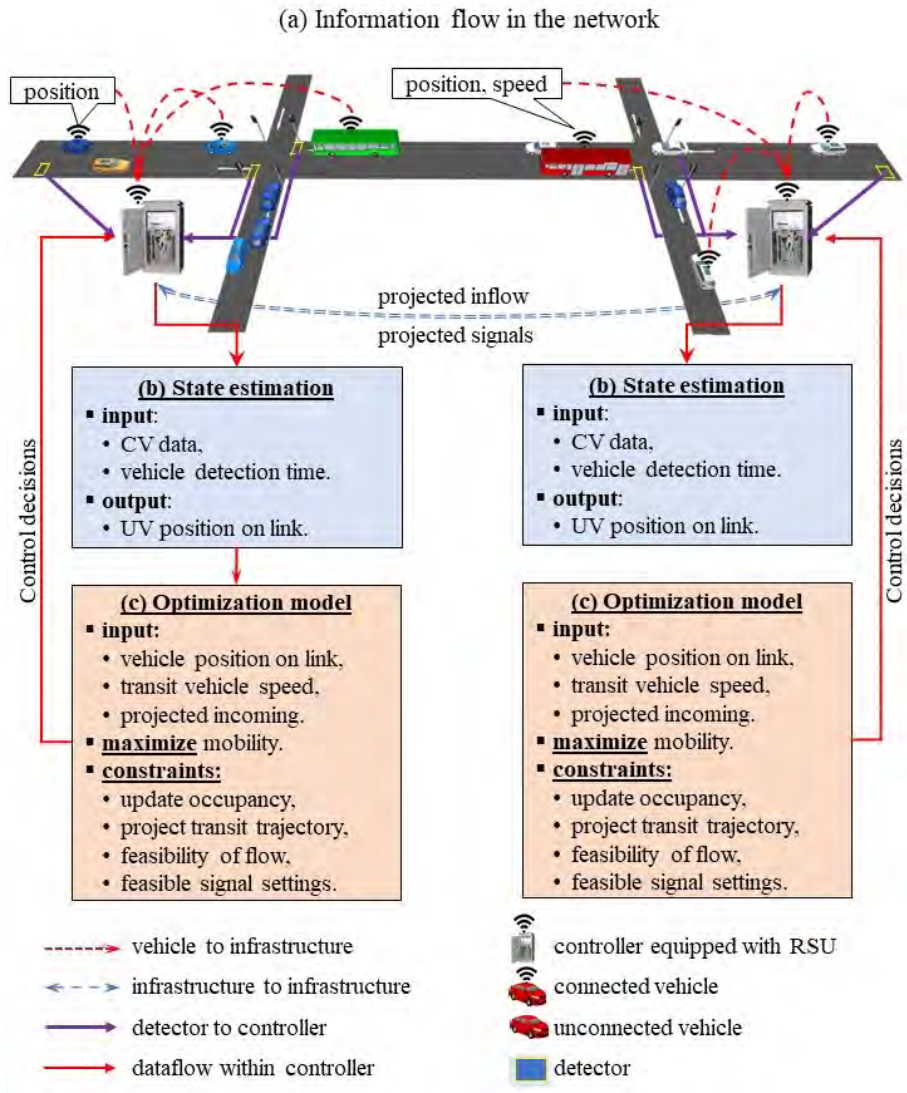 (a) Information flow in the network
position
position, speed
projected inflow
projected signals
Control decisions
(b) State estimation
▪ input:
• CV data,
• vehicle detection time.
▪ output:
• UV position on link.
(c) Optimization model
▪ input:
• vehicle position on link,
• transit vehicle speed,
• projected incoming.
▪ maximize mobility.
▪ constraints:
• update occupancy,
• project transit trajectory,
• feasibility of flow,
• feasible signal settings.
(b) State estimation
▪ input:
• CV data,
• vehicle detection time.
▪ output:
• UV position on link.
(c) Optimization model
▪ input:
• vehicle position on link,
• transit vehicle speed,
• projected incoming.
▪ maximize mobility.
▪ constraints:
• update occupancy,
• project transit trajectory,
• feasibility of flow,
• feasible signal settings.
Control decisions
vehicle to infrastructure
infrastructure to infrastructure
detector to controller
dataflow within controller
controller equipped with RSU
connected vehicle
unconnected vehicle
detector